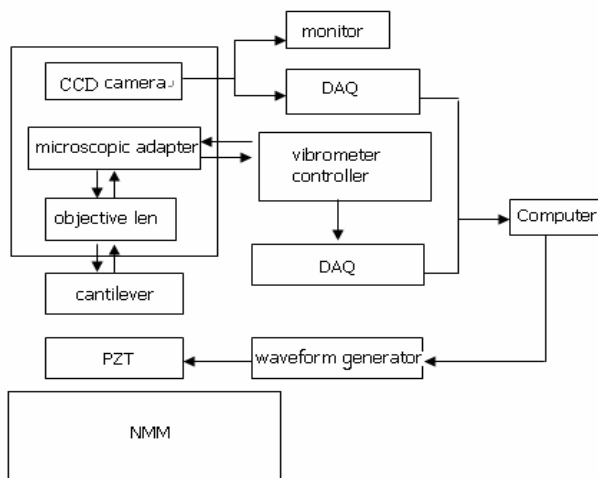 monitor
CCD camera
DAQ
microscopic adapter
vibrometer
controller
objective len
Computer
DAQ
cantilever
PZT
waveform generator
NMM